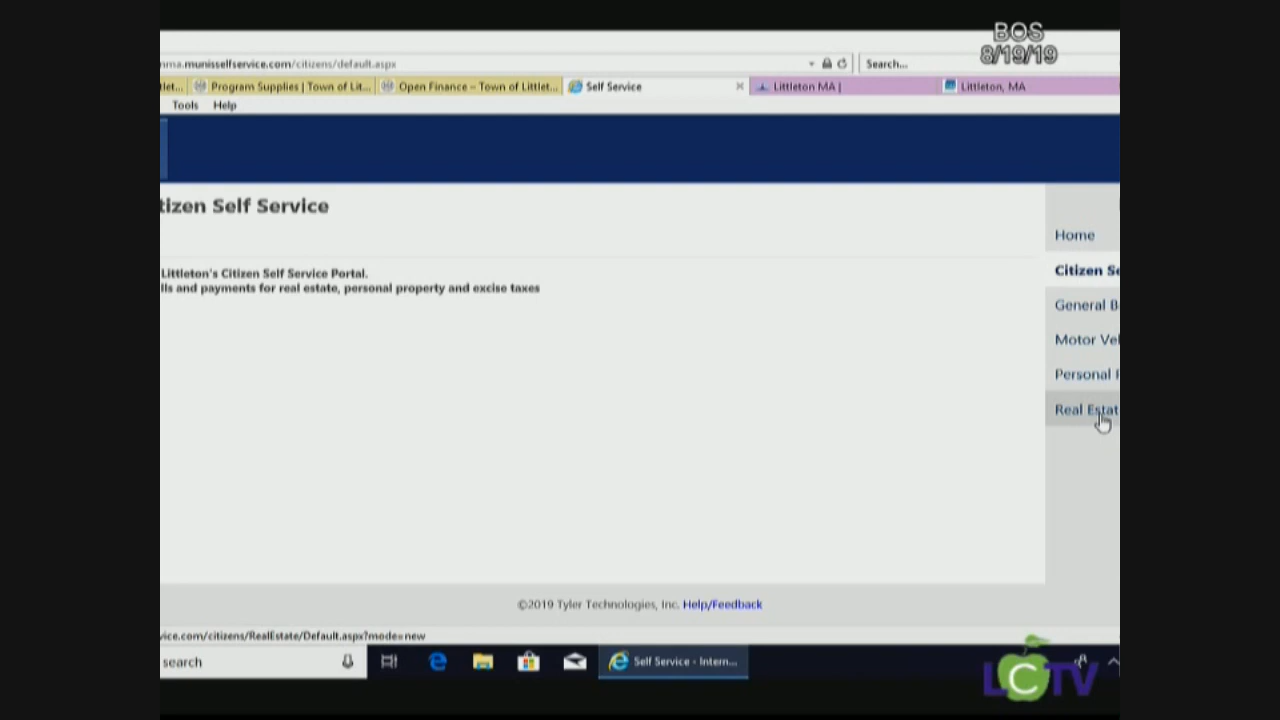 BOS
8/19/19
nma.munisselfservice.com/citizens/default.aspx
Search...
tlet... Program Supplies | Town of Lit... Open Finance – Town of Littlet... Self Service Littleton MA | Littleton, MA
Tools Help
tizen Self Service
Home
Citizen Se
Littleton's Citizen Self Service Portal.
lls and payments for real estate, personal property and excise taxes
General B
Motor Veh
Personal P
Real Estat
©2019 Tyler Technologies, Inc. Help/Feedback
vice.com/citizens/RealEstate/Default.aspx?mode=new
search
Self Service - Intern...
LCTV